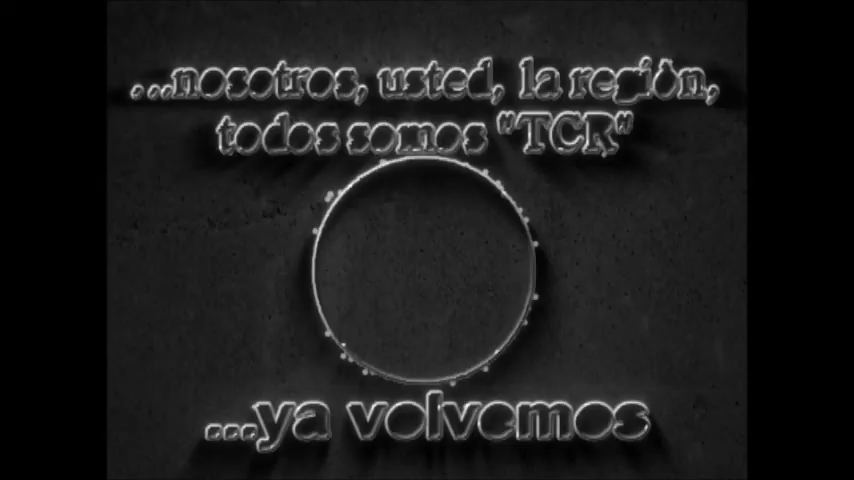 ...nosotros, usted, la región,
todos somos "TCR"
...ya volvemos